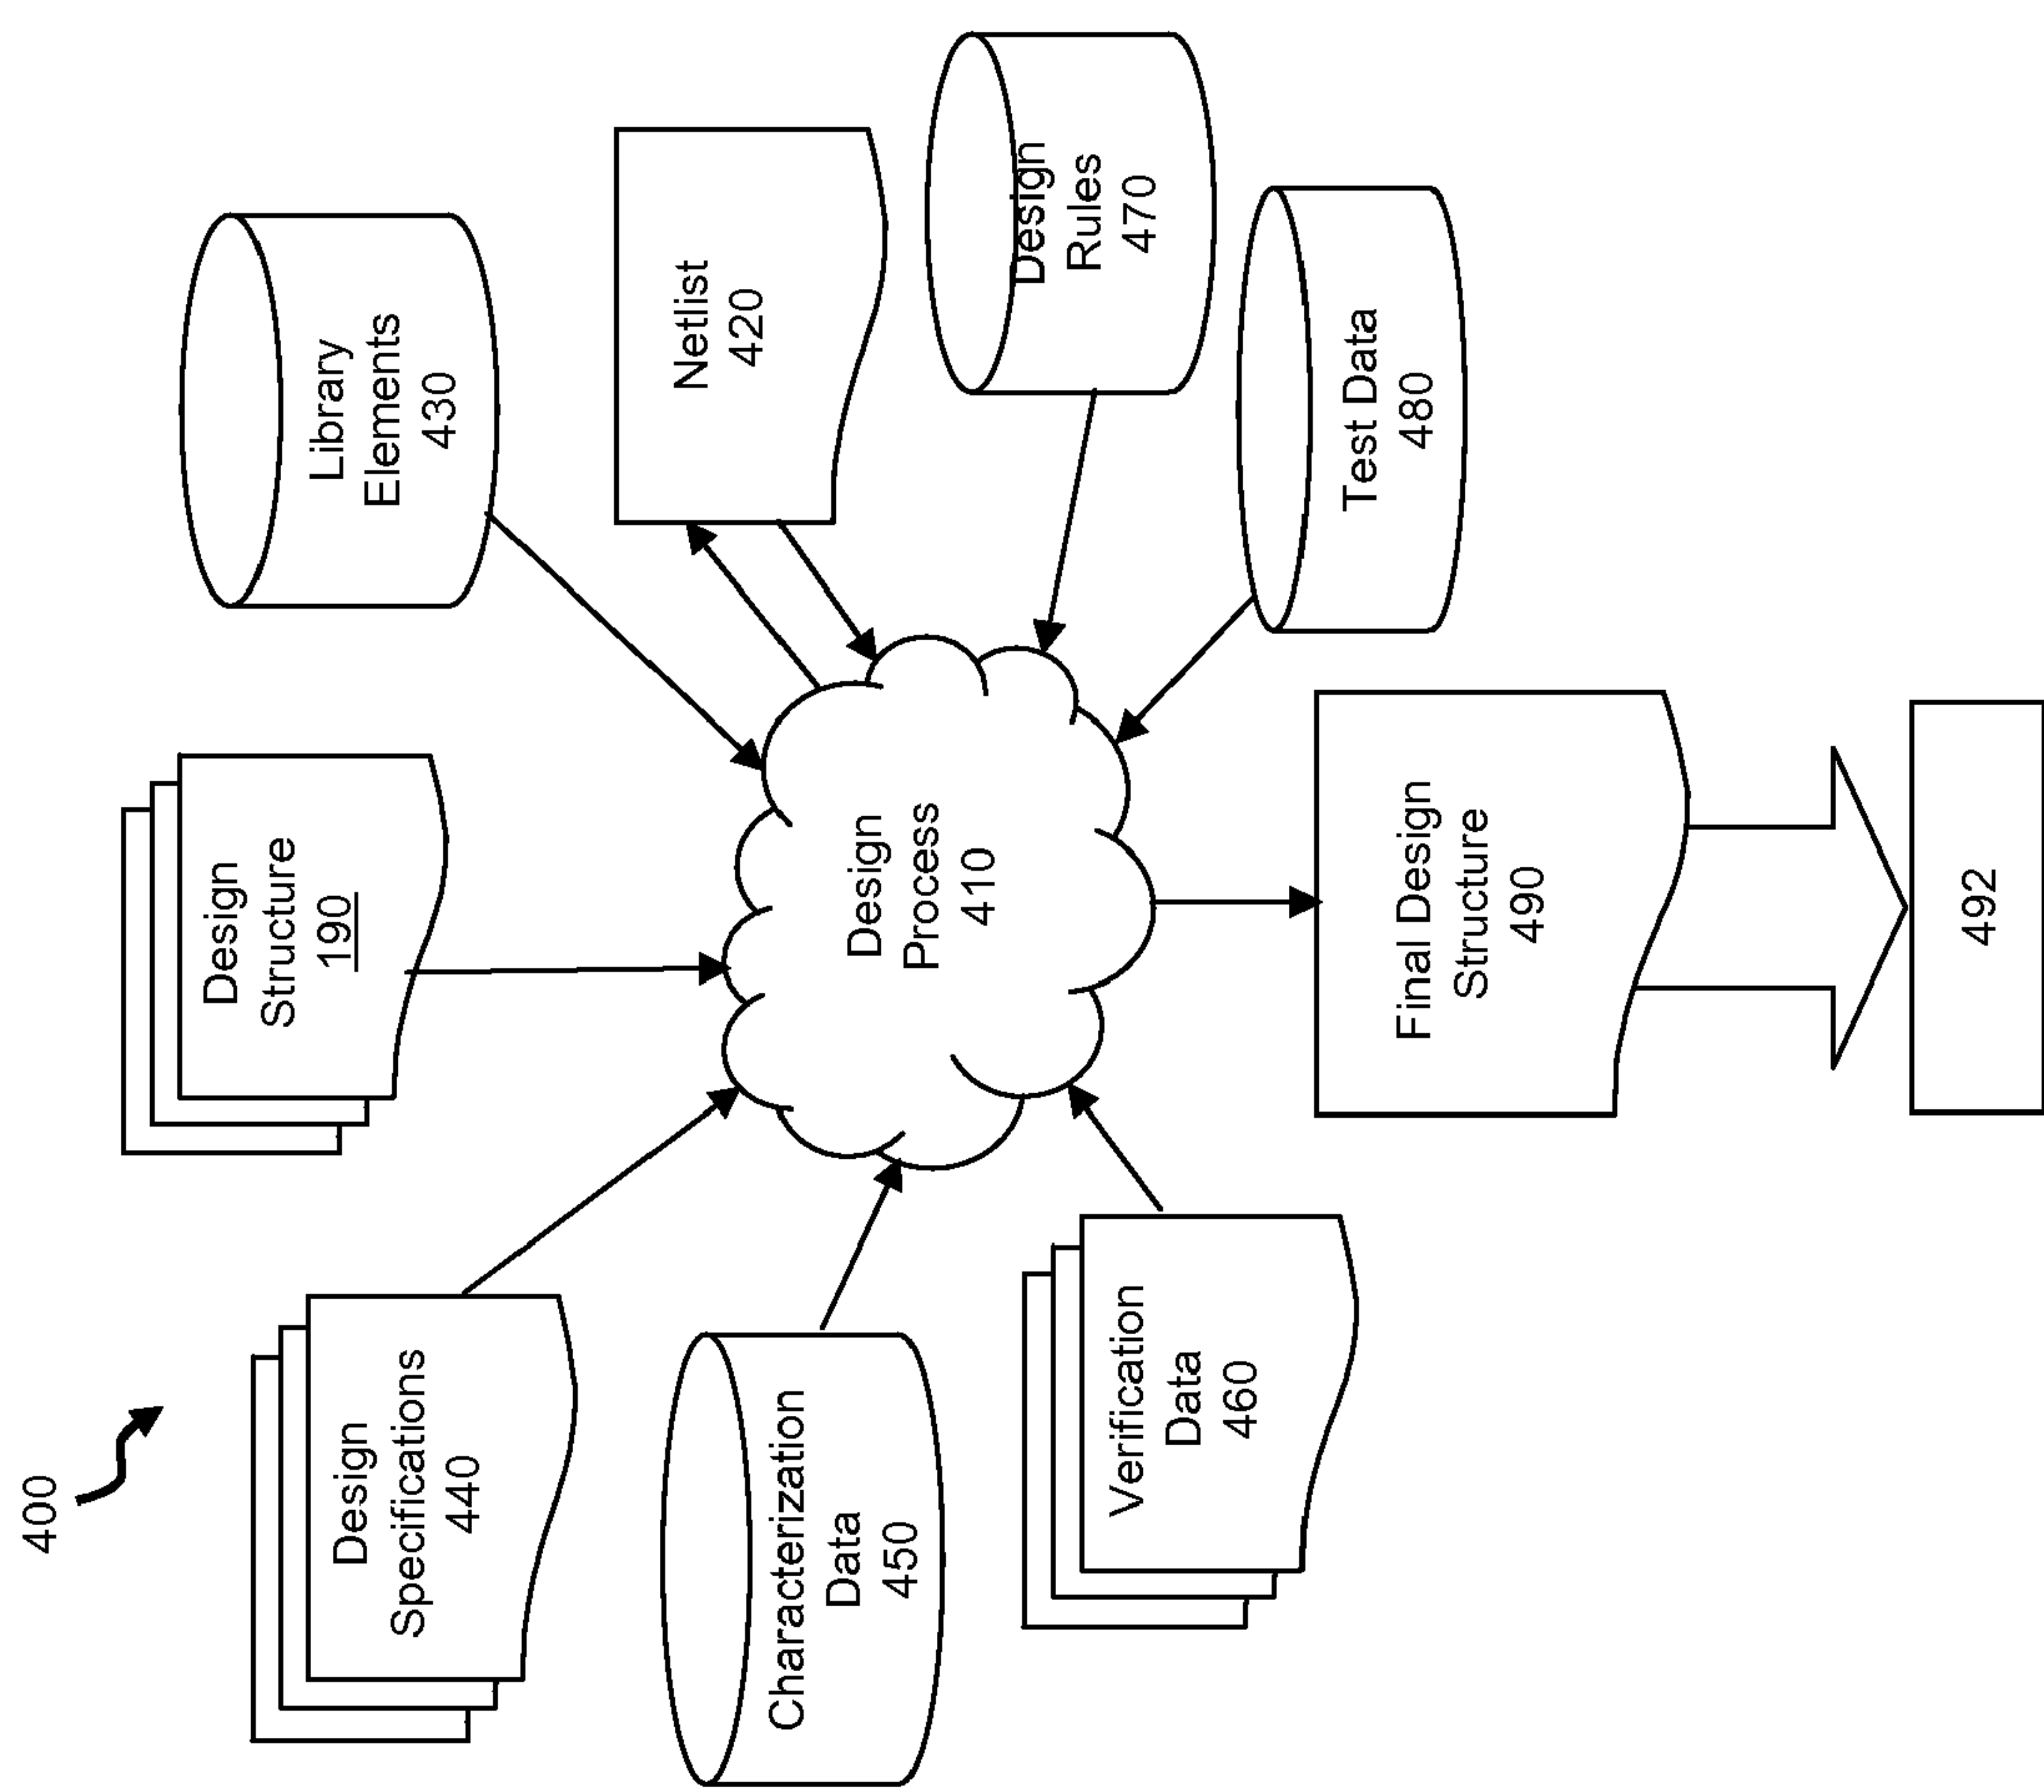 400
Design
Structure
190
Design
Specifications
440
Library
Elements
430
Characterization
Data
450
Design
Process
410
Netlist
420
Design
Rules
470
Verification
Data
460
Test Data
480
Final Design
Structure
490
492